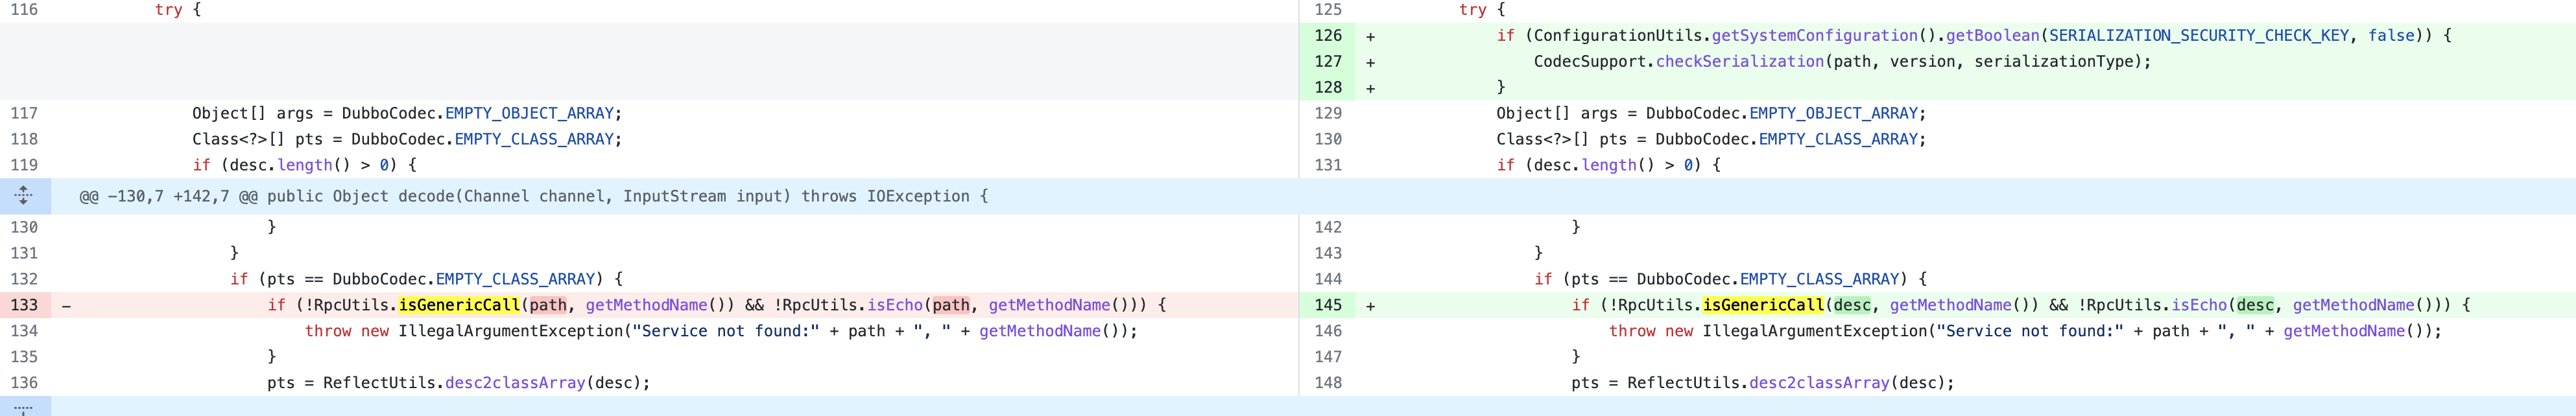 116 try {
117 Object[] args = DubboCodec.EMPTY_OBJECT_ARRAY;
118 Class<?>[] pts = DubboCodec.EMPTY_CLASS_ARRAY;
119 if (desc.length() > 0) {
125 try {
126 + if (ConfigurationUtils.getSystemConfiguration().getBoolean(SERIALIZATION_SECURITY_CHECK_KEY, false)) {
127 + CodecSupport.checkSerialization(path, version, serializationType);
128 + }
129 Object[] args = DubboCodec.EMPTY_OBJECT_ARRAY;
130 Class<?>[] pts = DubboCodec.EMPTY_CLASS_ARRAY;
131 if (desc.length() > 0) {
@@ -130,7 +142,7 @@ public Object decode(Channel channel, InputStream input) throws IOException {
130 }
131 }
132 if (pts == DubboCodec.EMPTY_CLASS_ARRAY) {
133 - if (!RpcUtils.isGenericCall(path, getMethodName()) && !RpcUtils.isEcho(path, getMethodName())) {
134 throw new IllegalArgumentException("Service not found:" + path + ", " + getMethodName());
135 }
136 pts = ReflectUtils.desc2classArray(desc);
142 }
143 }
144 if (pts == DubboCodec.EMPTY_CLASS_ARRAY) {
145 + if (!RpcUtils.isGenericCall(desc, getMethodName()) && !RpcUtils.isEcho(desc, getMethodName())) {
146 throw new IllegalArgumentException("Service not found:" + path + ", " + getMethodName());
147 }
148 pts = ReflectUtils.desc2classArray(desc);